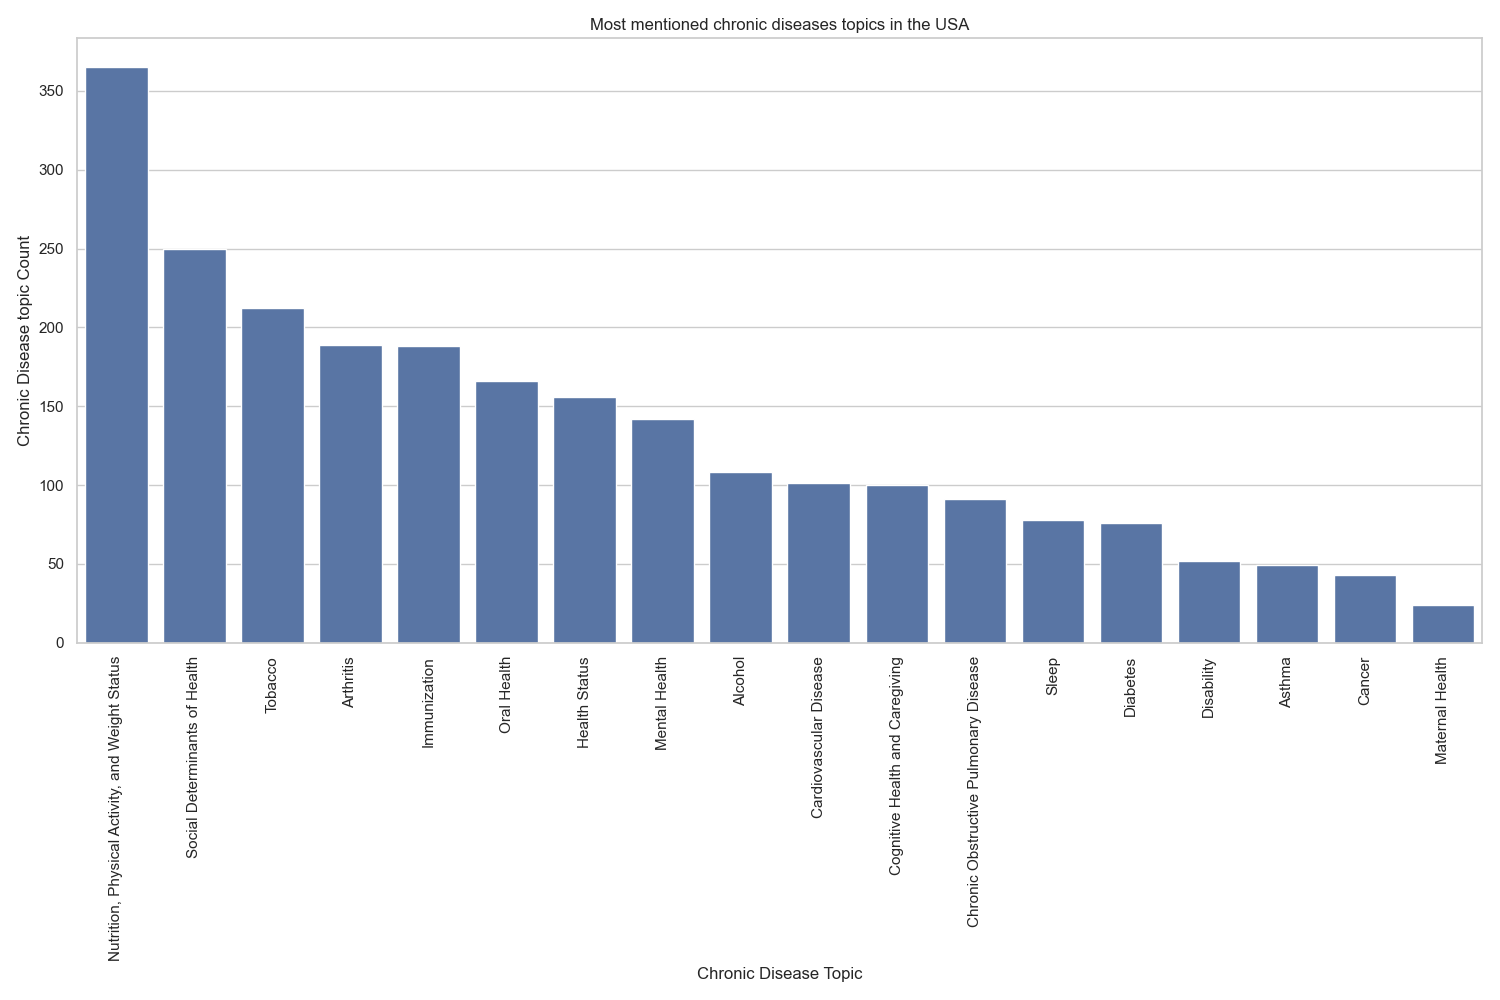 Most mentioned chronic diseases topics in the USA
Chronic Disease topic Count
350
300
250
200
150
100
50
0
Nutrition, Physical Activity, and Weight Status
Social Determinants of Health
Tobacco
Arthritis
Immunization
Oral Health
Health Status
Mental Health
Alcohol
Cardiovascular Disease
Cognitive Health and Caregiving
Chronic Obstructive Pulmonary Disease
Sleep
Diabetes
Disability
Asthma
Cancer
Maternal Health
Chronic Disease Topic